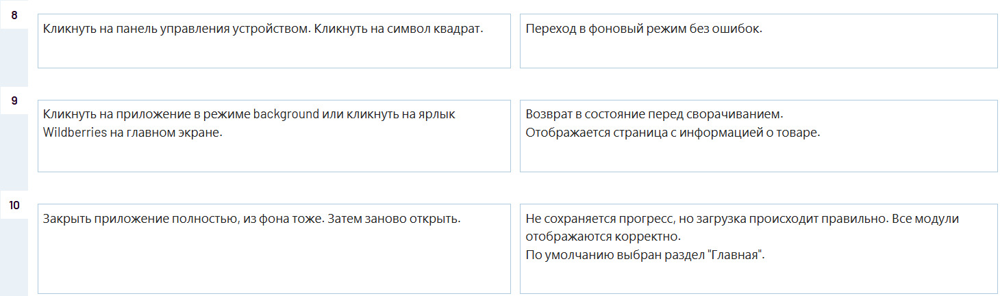 8
Кликнуть на панель управления устройством. Кликнуть на символ квадрат.
Переход в фоновый режим без ошибок.
9
Кликнуть на приложение в режиме background или кликнуть на ярлык
Wildberries на главном экране.
Возврат в состояние перед сворачиванием.
Отображается страница с информацией о товаре.
10
Закрыть приложение полностью, из фона тоже. Затем заново открыть.
Не сохраняется прогресс, но загрузка происходит правильно. Все модули
отображаются корректно.
По умолчанию выбран раздел "Главная".